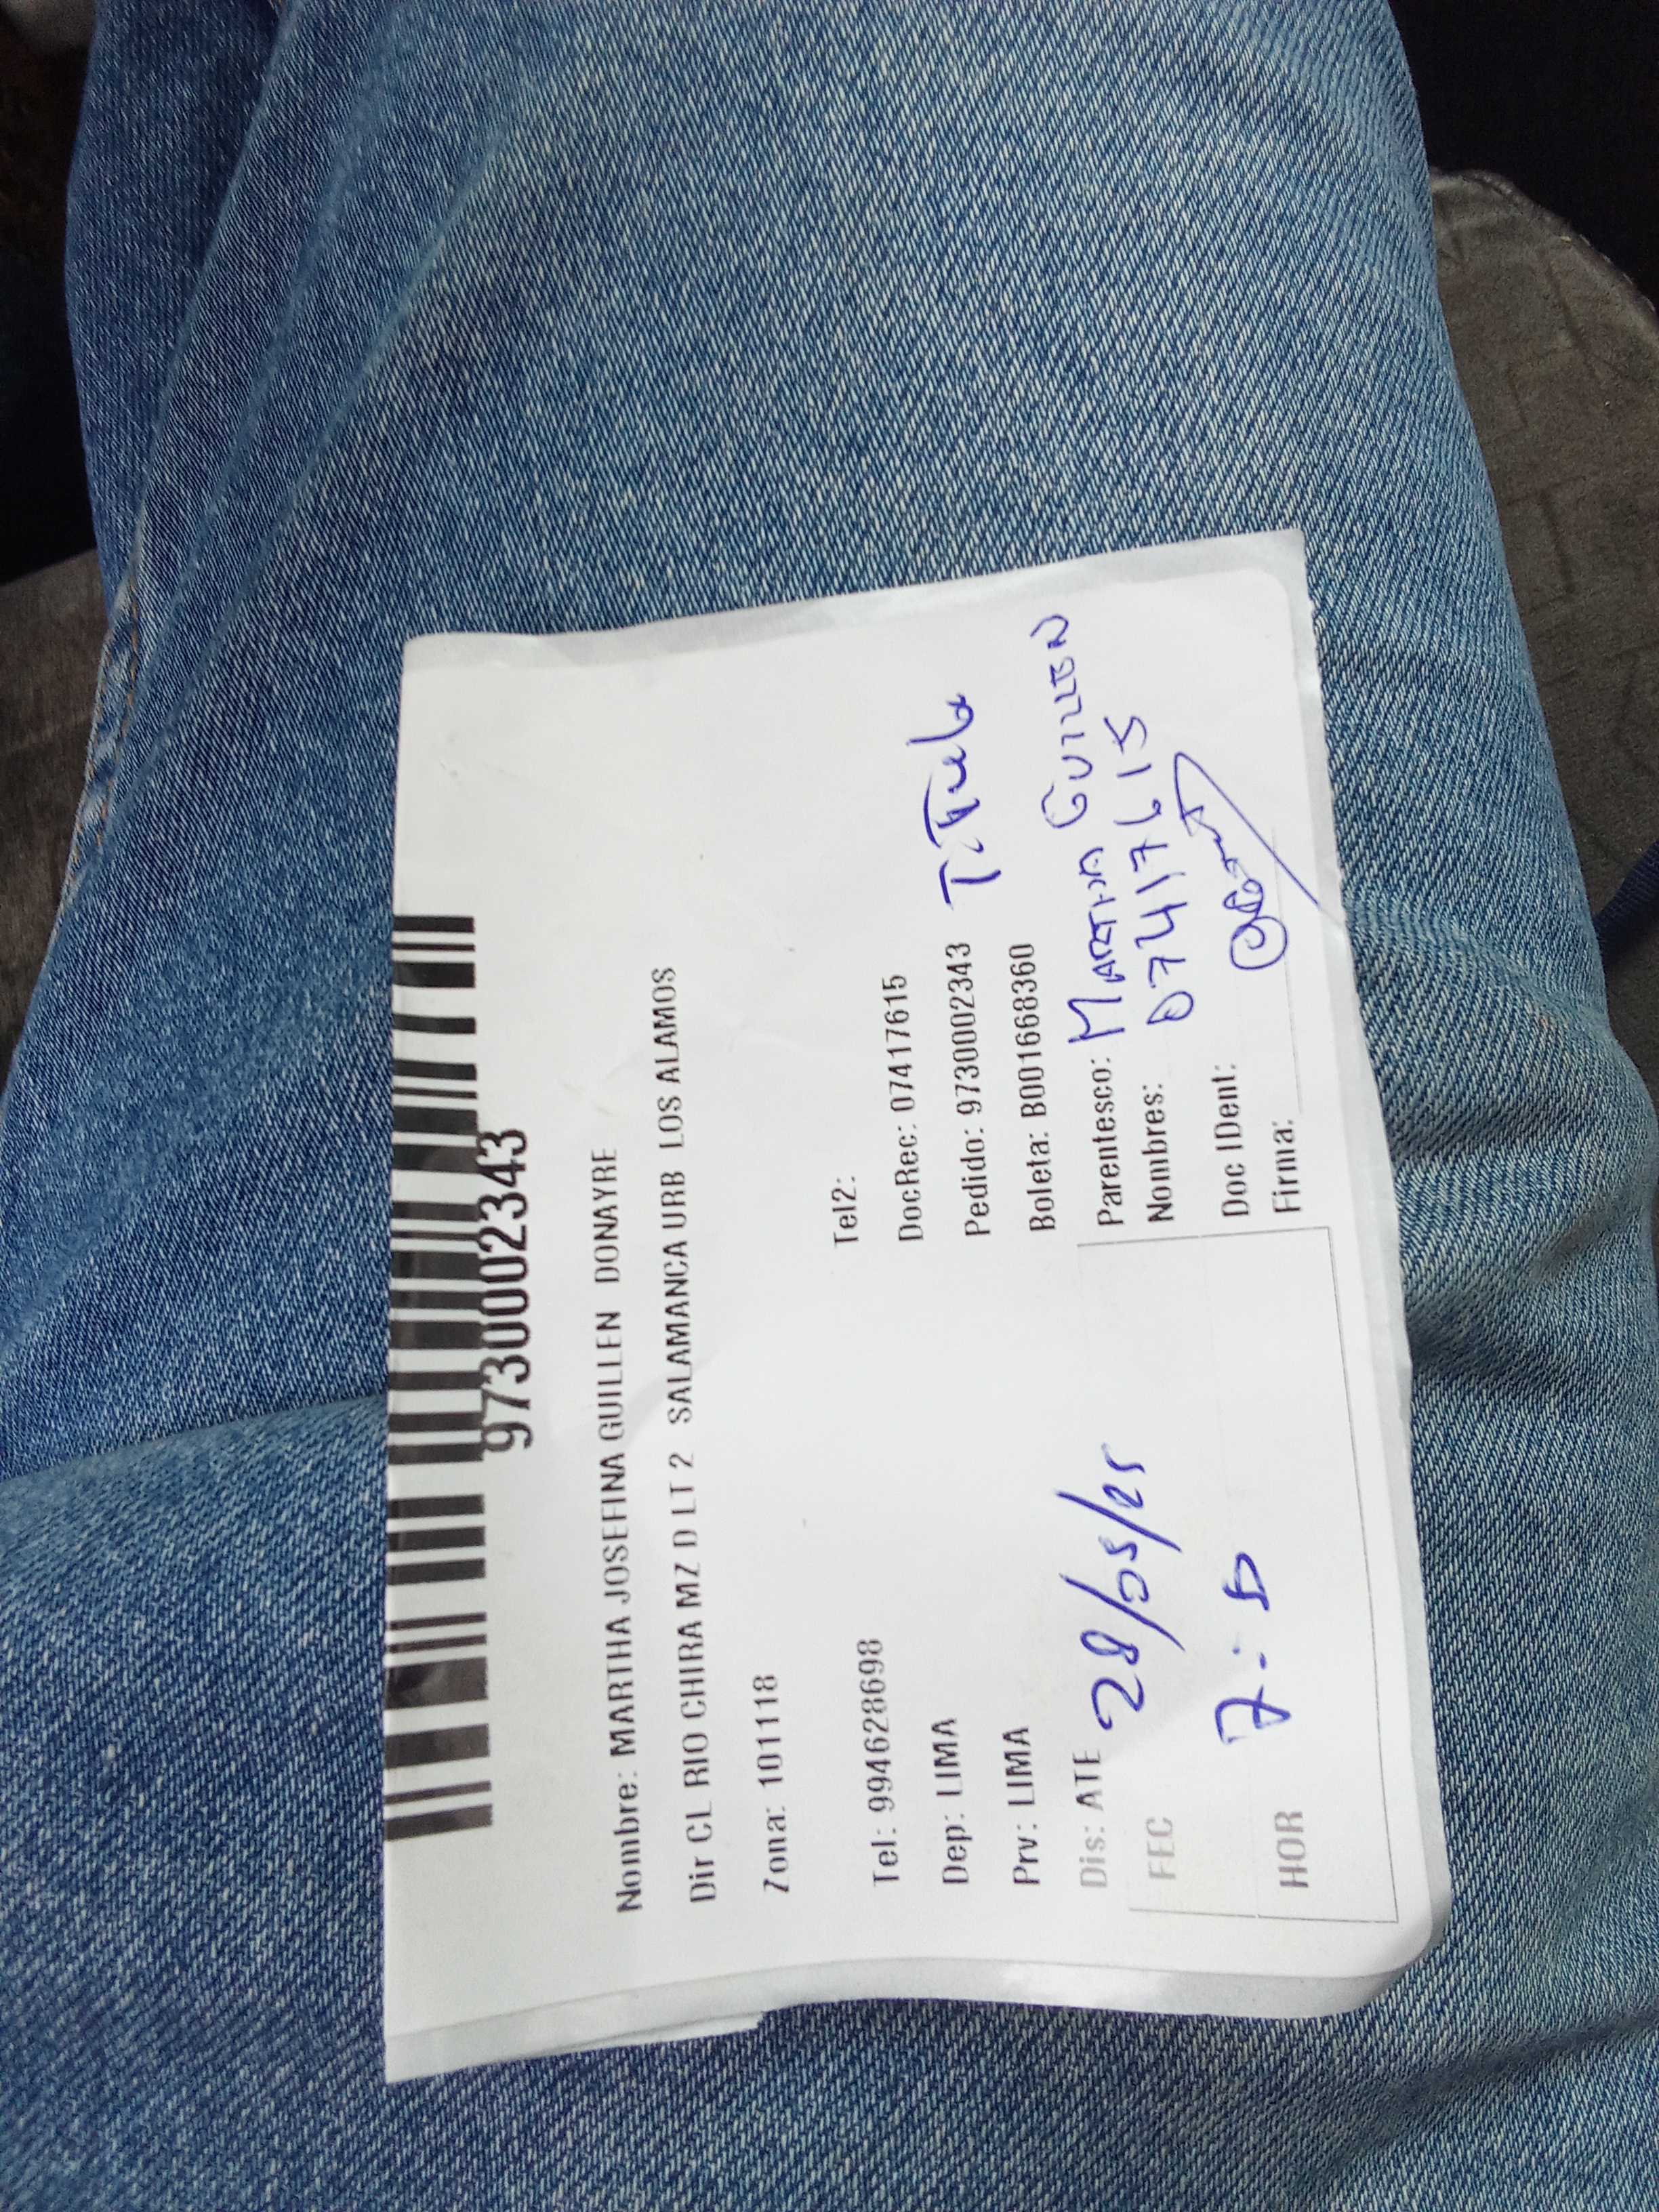 9730002343
Nombre: MARTHA JOSEFINA GUILLEN DONAYRE
Dir CL RIO CHIRA MZ D LT 2 SALAMANCA URB LOS ALAMOS
Zona: 101118
Tel: 994628698 Tel2:
DocRec: 07417615
Dep: LIMA Pedido: 9730002343
Prv: LIMA Boleta: B001668360
Dis: ATE
Parentesco: MARTHA GUILLEN
Nombres: 07417615
FEC 28/05/25
Doc IDent:
HOR
Firma: